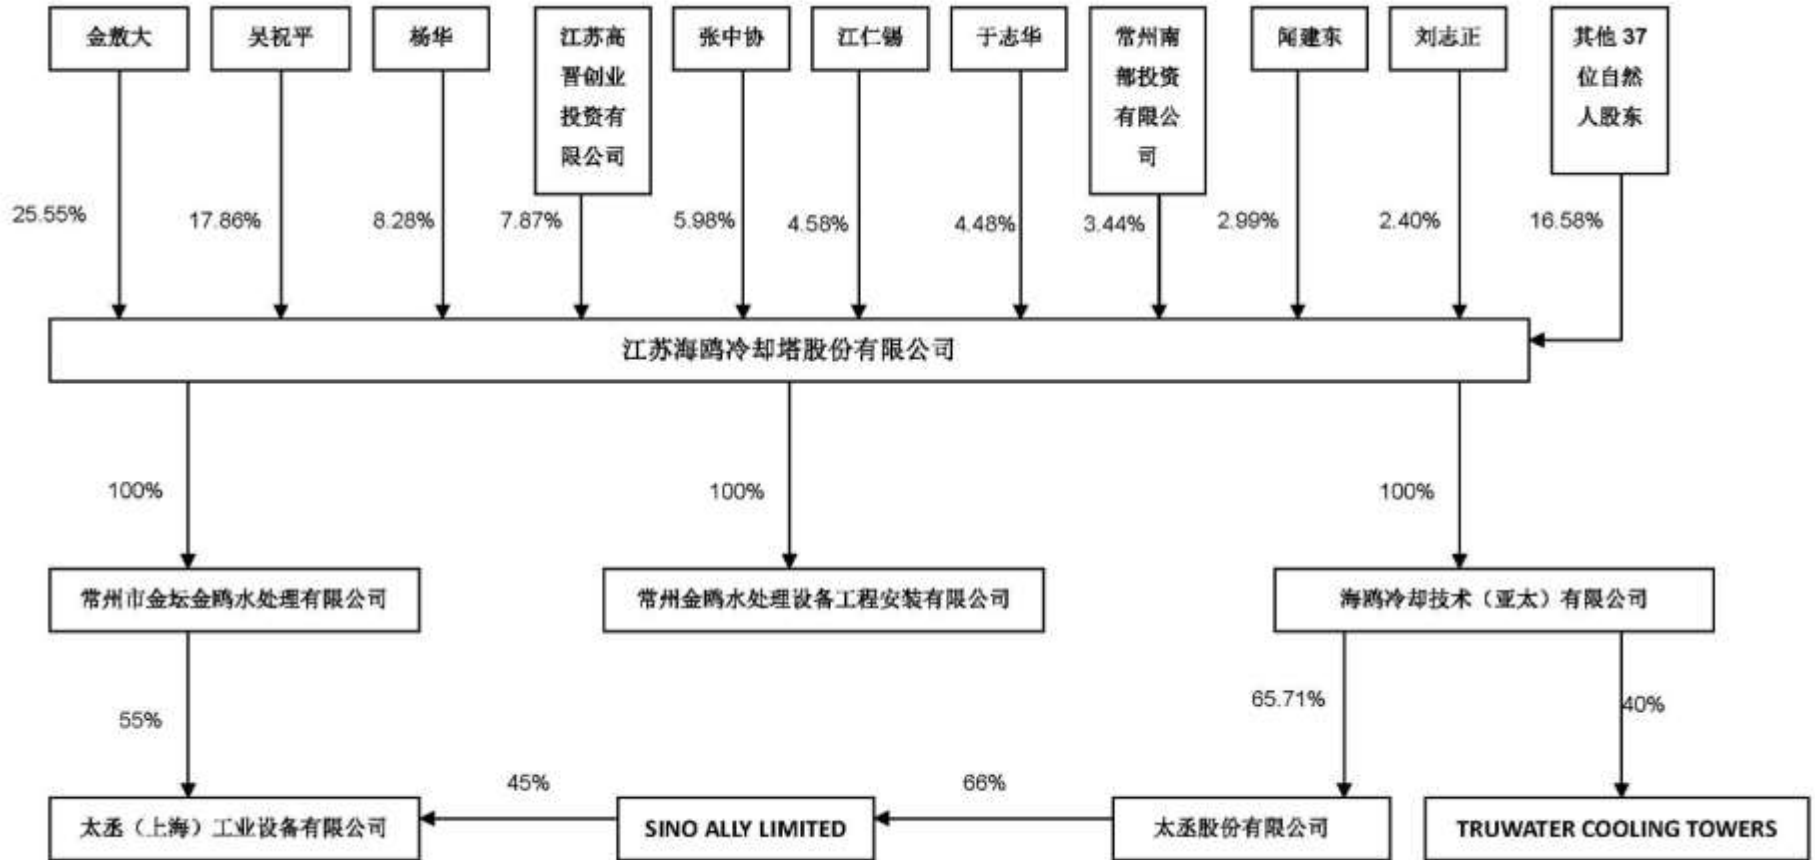 金敖大
吴祝平
杨华
江苏高
晋创业
投资有
限公司
张中协
江仁锡
于志华
常州南
部投资
有限公
司
闻建东
刘志正
其他 37
位自然
人股东
25.55%
17.86%
8.28%
7.87%
5.98%
4.58%
4.48%
3.44%
2.99%
2.40%
16.58%
江苏海鸥冷却塔股份有限公司
100%
100%
100%
常州市金坛金鸥水处理有限公司
常州金鸥水处理设备工程安装有限公司
海鸥冷却技术（亚太）有限公司
55%
65.71%
40%
45%
66%
太丞（上海）工业设备有限公司
SINO ALLY LIMITED
太丞股份有限公司
TRUWATER COOLING TOWERS